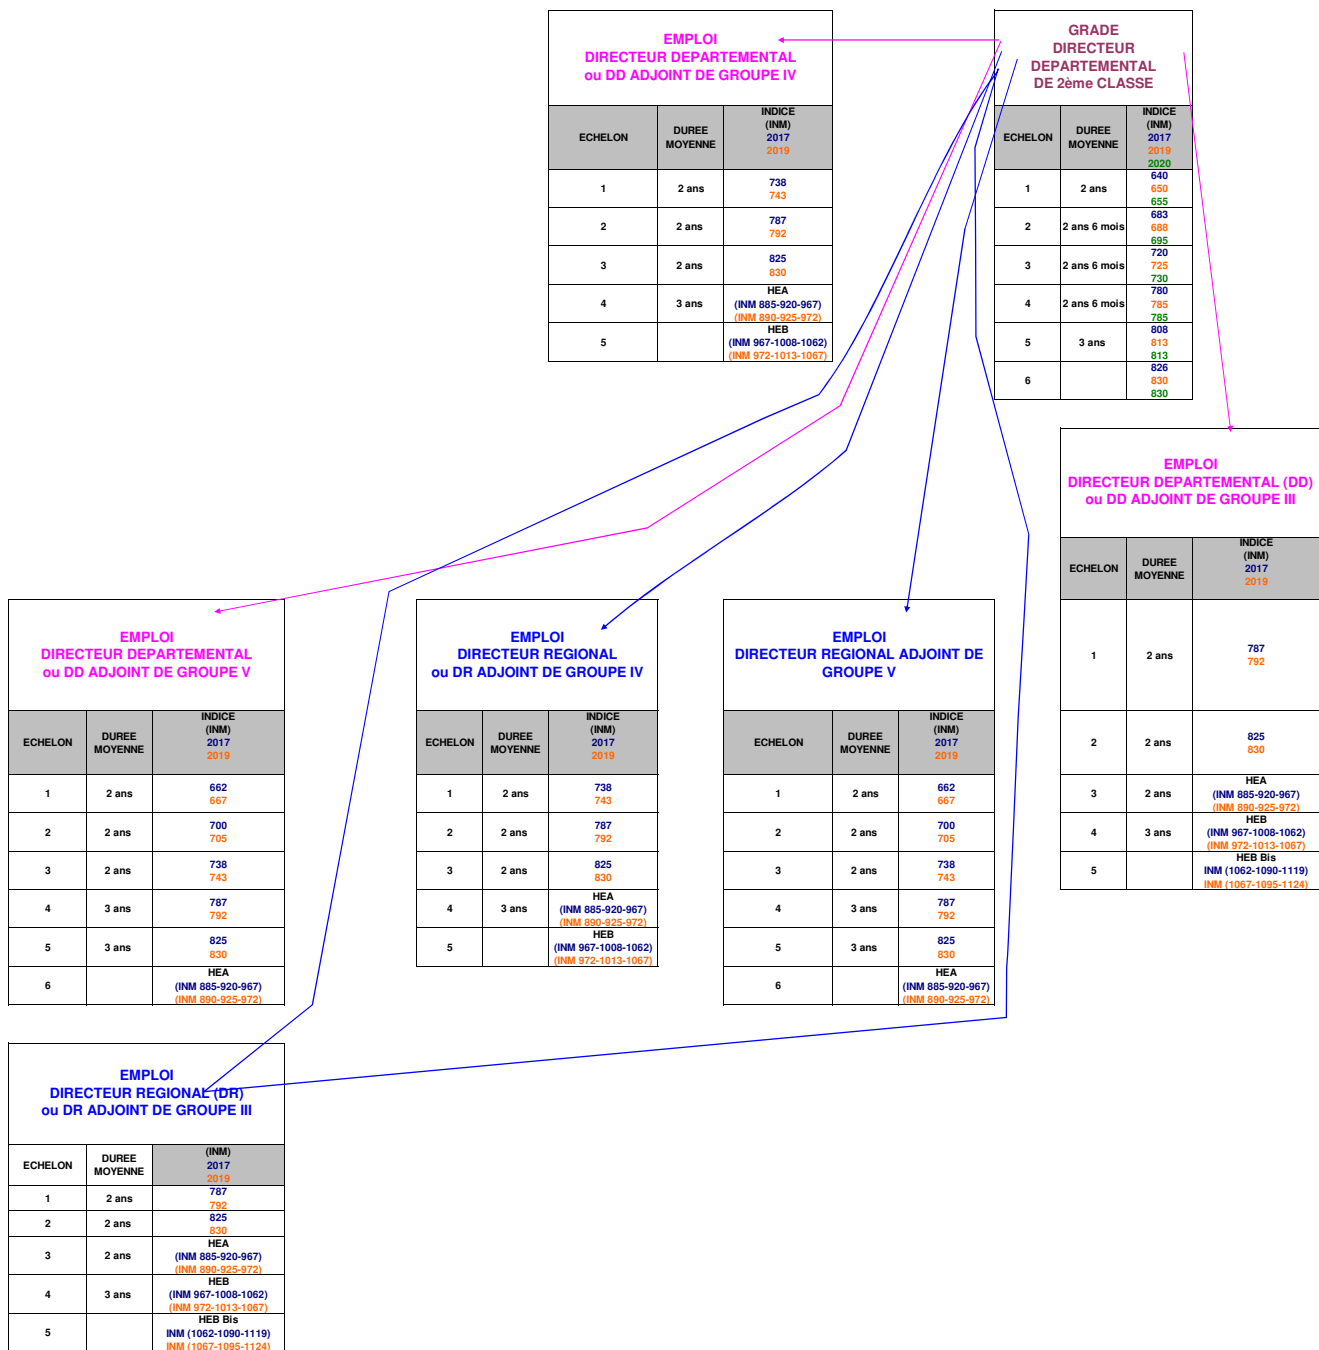 EMPLOI
DIRECTEUR DEPARTEMENTAL
ou DD ADJOINT DE GROUPE IV
ECHELON
DUREE
MOYENNE
INDICE
(INM)
2017
2019
1
2 ans
738
743
2
2 ans
787
792
3
2 ans
825
830
4
3 ans
HEA
(INM 885-920-967)
(INM 890-925-972)
5
HEB
(INM 967-1008-1062)
(INM 972-1013-1067)
GRADE
DIRECTEUR
DEPARTEMENTAL
DE 2ème CLASSE
ECHELON
DUREE
MOYENNE
INDICE
(INM)
2017
2019
2020
1
2 ans
640
650
655
2
2 ans 6 mois
683
688
695
3
2 ans 6 mois
720
725
730
4
2 ans 6 mois
780
785
785
5
3 ans
808
813
813
6
826
830
830
EMPLOI
DIRECTEUR DEPARTEMENTAL (DD)
ou DD ADJOINT DE GROUPE III
ECHELON
DUREE
MOYENNE
INDICE
(INM)
2017
2019
1
2 ans
787
792
2
2 ans
825
830
3
2 ans
HEA
(INM 885-920-967)
(INM 890-925-972)
4
3 ans
HEB
(INM 967-1008-1062)
(INM 972-1013-1067)
5
HEB Bis
INM (1062-1090-1119)
INM (1067-1095-1124)
EMPLOI
DIRECTEUR DEPARTEMENTAL
ou DD ADJOINT DE GROUPE V
ECHELON
DUREE
MOYENNE
INDICE
(INM)
2017
2019
1
2 ans
662
667
2
2 ans
700
705
3
2 ans
738
743
4
3 ans
787
792
5
3 ans
825
830
6
HEA
(INM 885-920-967)
(INM 890-925-972)
EMPLOI
DIRECTEUR REGIONAL
ou DR ADJOINT DE GROUPE IV
ECHELON
DUREE
MOYENNE
INDICE
(INM)
2017
2019
1
2 ans
738
743
2
2 ans
787
792
3
2 ans
825
830
4
3 ans
HEA
(INM 885-920-967)
(INM 890-925-972)
5
HEB
(INM 967-1008-1062)
(INM 972-1013-1067)
EMPLOI
DIRECTEUR REGIONAL ADJOINT DE
GROUPE V
ECHELON
DUREE
MOYENNE
INDICE
(INM)
2017
2019
1
2 ans
662
667
2
2 ans
700
705
3
2 ans
738
743
4
3 ans
787
792
5
3 ans
825
830
6
HEA
(INM 885-920-967)
(INM 890-925-972)
EMPLOI
DIRECTEUR REGIONAL (DR)
ou DR ADJOINT DE GROUPE III
ECHELON
DUREE
MOYENNE
(INM)
2017
2019
1
2 ans
787
792
2
2 ans
825
830
3
2 ans
HEA
(INM 885-920-967)
(INM 890-925-972)
4
3 ans
HEB
(INM 967-1008-1062)
(INM 972-1013-1067)
5
HEB Bis
INM (1062-1090-1119)
INM (1067-1095-1124)